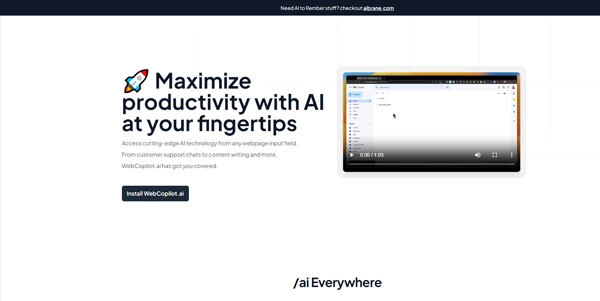 Need AI to Rember stuff? checkout aibrane.com
🚀 Maximize
productivity with AI
at your fingertips
Access cutting-edge AI technology from any webpage input field.
From customer support chats to content writing and more,
WebCopilot.ai has got you covered.
Install WebCopilot.ai
0:00 / 1:03
/ai Everywhere